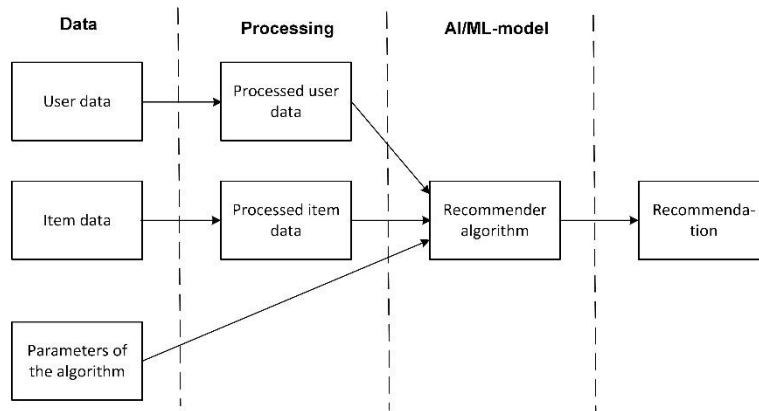 Data
Processing
AI/ML-model
User data
Processed user
data
Item data
Processed item
data
Recommender
algorithm
Recommenda-
tion
Parameters of
the algorithm